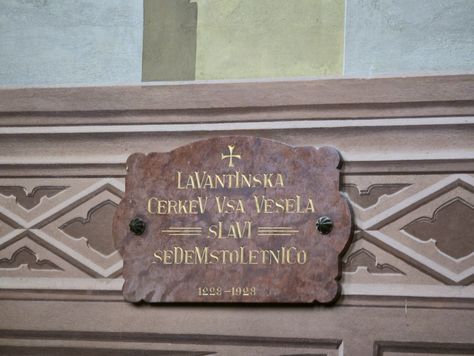 LAVANTINSKA
CERKEV VSA VESELA
SLAVI
SEDEMSTOLETNICO
1228-1928